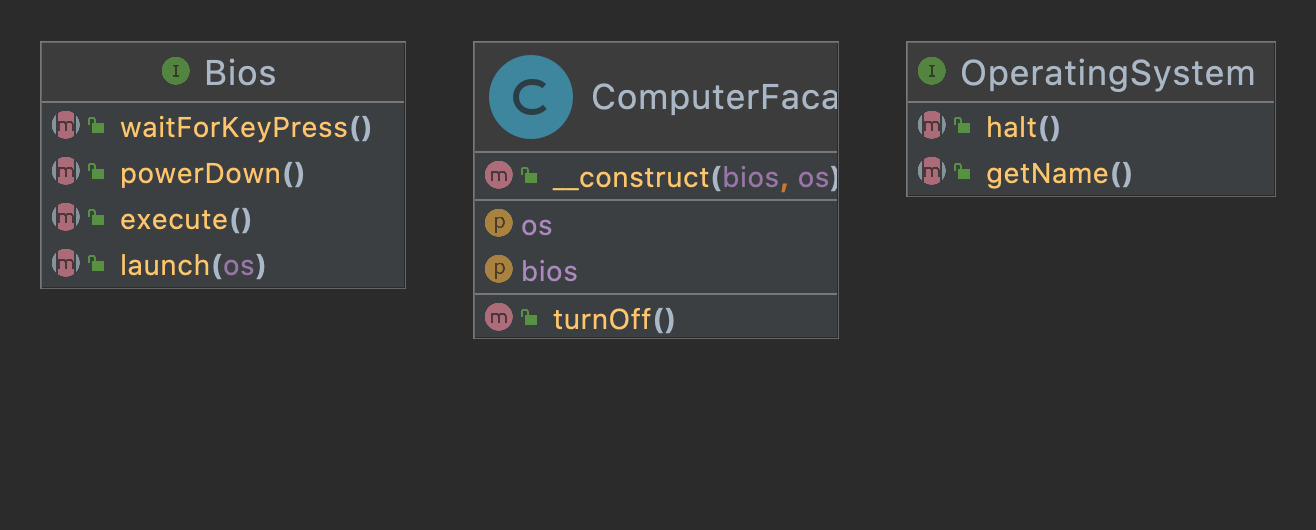 I Bios
m waitForKeyPress()
m powerDown()
m execute()
m launch(os)
C ComputerFaca
m __construct(bios, os)
p os
p bios
m turnOff()
I OperatingSystem
m halt()
m getName()